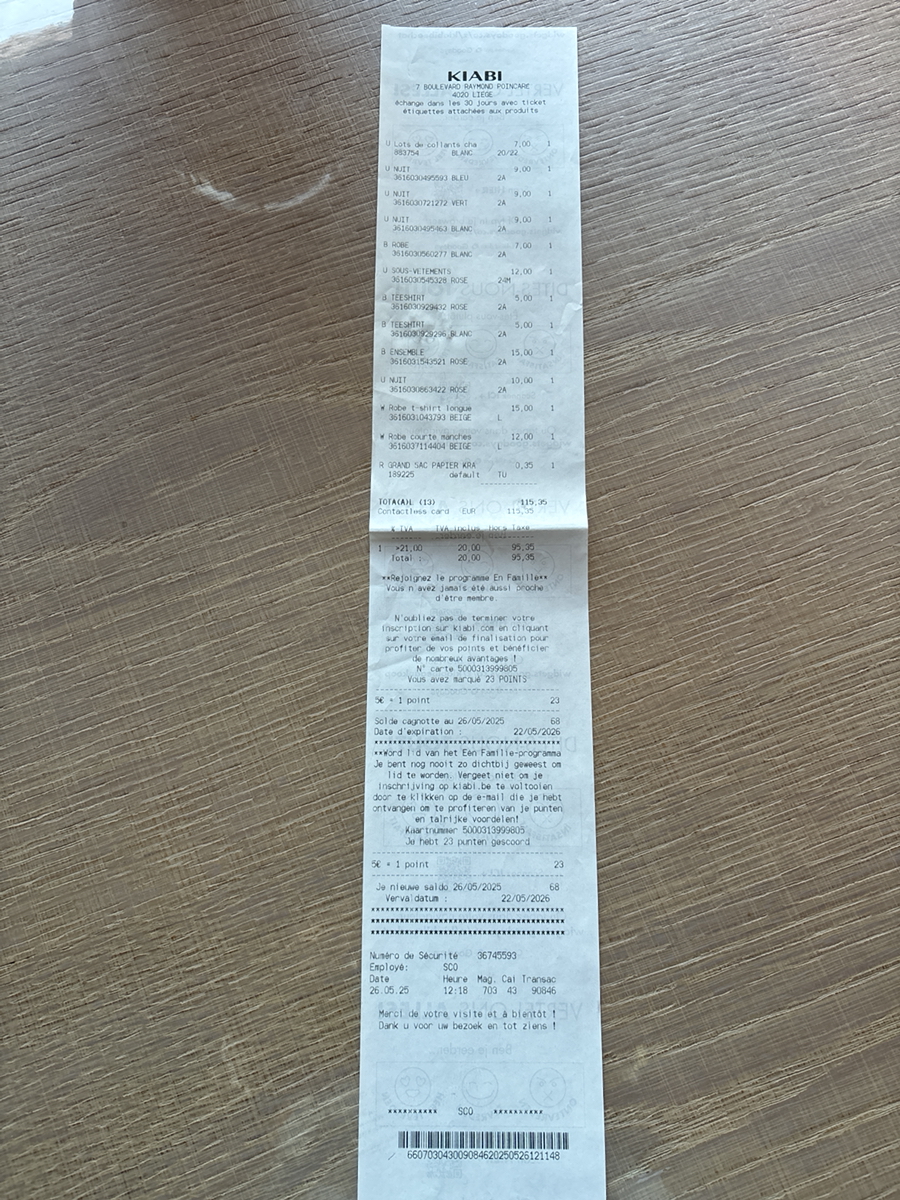 KIABI
7 BOULEVARD RAYMOND POINCARE
4020 LIEGE
échange dans les 30 jours avec ticket
étiquettes attachées aux produits
U Lots de collants cha 7,00 1
883754 BLANC 20/22
U NUIT 9,00 1
3616030495593 BLEU 2A
U NUIT 9,00 1
3616030721272 VERT 2A
U NUIT 9,00 1
3616030495463 BLANC 2A
B ROBE 7,00 1
3616030560277 BLANC 2A
U SOUS-VETEMENTS 12,00 1
3616030545328 ROSE 24M
B TEESHIRT 5,00 1
3616030929432 ROSE 2A
B TEESHIRT 5,00 1
3616030929296 BLANC 2A
B ENSEMBLE 15,00 1
3616031543521 ROSE 2A
U NUIT 10,00 1
3616030863422 ROSE 2A
W Robe t-shirt longue 15,00 1
3616031043793 BEIGE L
W Robe courte manches 12,00 1
3616037114404 BEIGE L
R GRAND SAC PAPIER KRA 0,35 1
189225 default TU
TOTA(A)L (13) 115,35
Contactless card EUR 115,35
% TVA TVA inclus Hors Taxe
1 >21,00 20,00 95,35
Total : 20,00 95,35
**Rejoignez le programme En Famille**
Vous n avez jamais été aussi proche
d'être membre.
N'oubliez pas de terminer votre
inscription sur kiabi.com en cliquant
sur votre email de finalisation pour
profiter de vos points et bénéficier
de nombreux avantages !
N° carte 5000313999805
Vous avez marqué 23 POINTS
5€ = 1 point 23
Solde cagnotte au 26/05/2025 68
Date d'expiration : 22/05/2026
**Word lid van het Eén Familie-programma
Je bent nog nooit zo dichtbij geweest om
lid te worden. Vergeet niet om je
inschrijving op kiabi.be te voltooien
door te klikken op de e-mail die je hebt
ontvangen om te profiteren van je punten
en talrijke voordelen!
Kaartnummer 5000313999805
Je hebt 23 punten gescoord
5€ = 1 point 23
Je nieuwe saldo 26/05/2025 68
Vervaldatum : 22/05/2026
Numéro de Sécurité 36745593
Employé: SCO
Date Heure Mag. Cai Transac
26.05.25 12:18 703 43 90846
Merci de votre visite et à bientôt !
Dank u voor uw bezoek en tot ziens !
********** SCO **********
660703043009084620250526121148